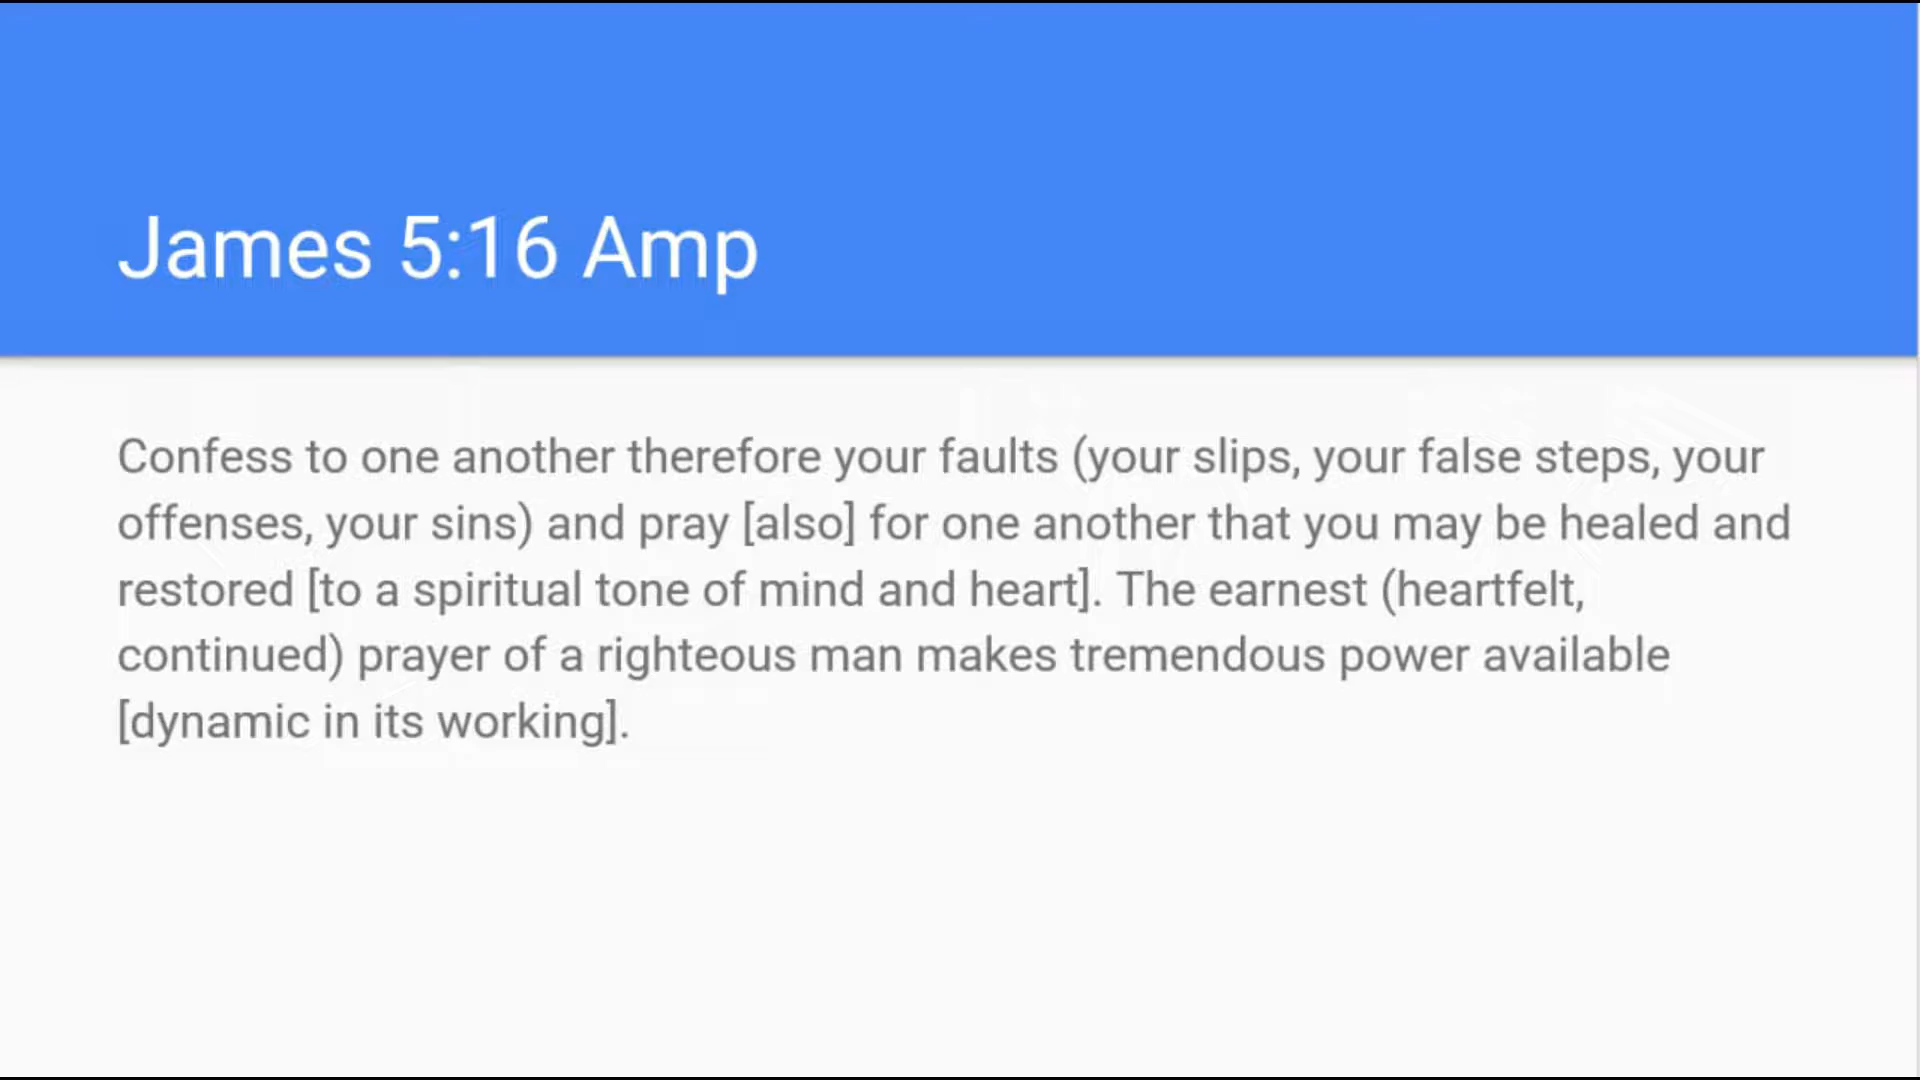 James 5:16 Amp
Confess to one another therefore your faults (your slips, your false steps, your
offenses, your sins) and pray [also] for one another that you may be healed and
restored [to a spiritual tone of mind and heart]. The earnest (heartfelt,
continued) prayer of a righteous man makes tremendous power available
[dynamic in its working].